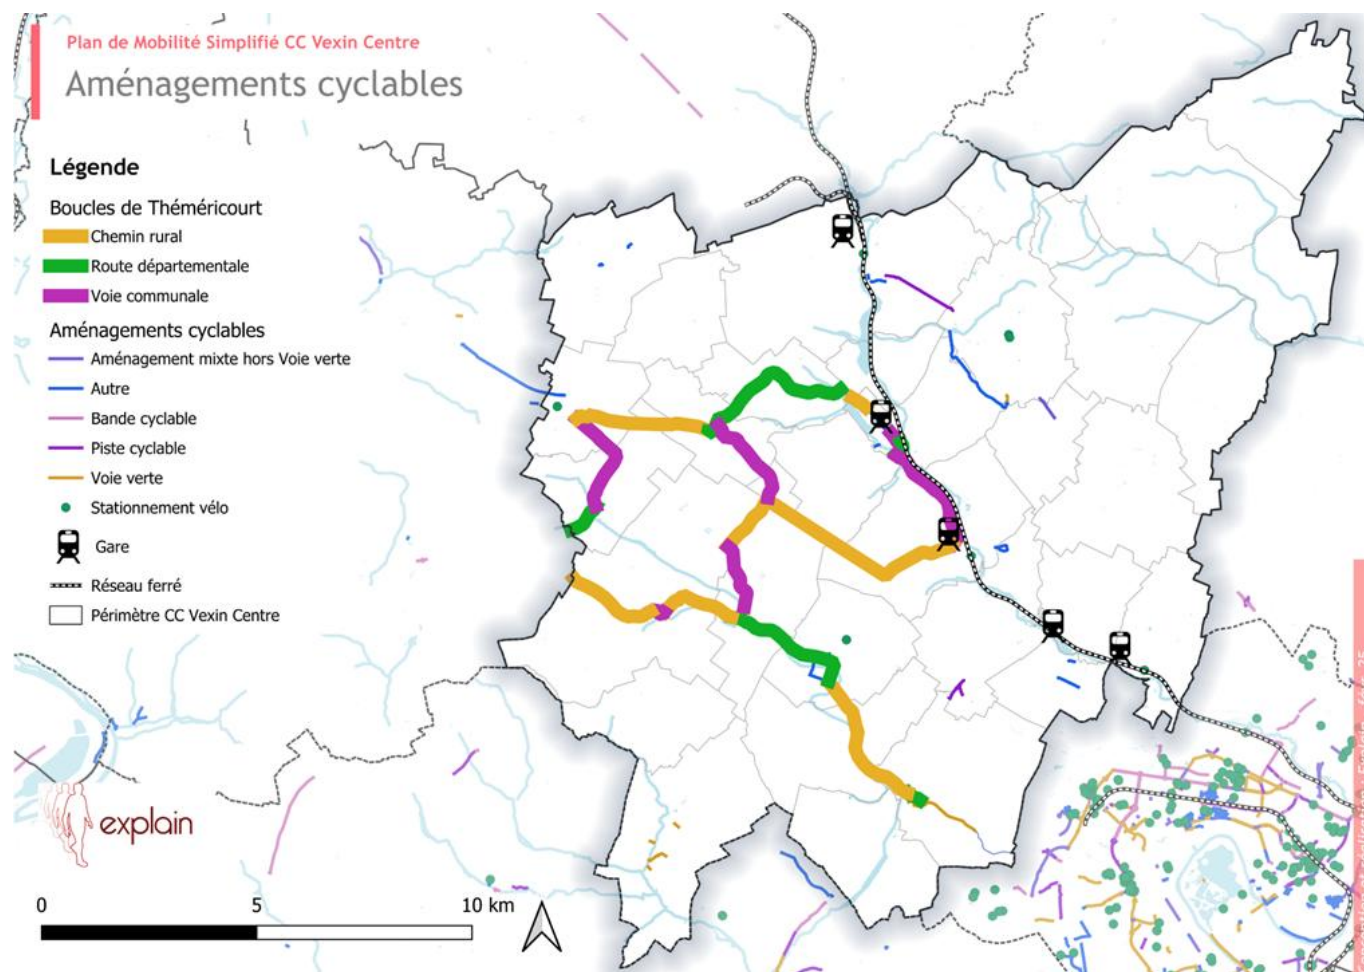 Plan de Mobilité Simplifié CC Vexin Centre
Aménagements cyclables
Légende
Boucles de Théméricourt
Chemin rural
Route départementale
Voie communale
Aménagements cyclables
Aménagement mixte hors Voie verte
Autre
Bande cyclable
Piste cyclable
Voie verte
Stationnement vélo
Gare
Réseau ferré
Périmètre CC Vexin Centre
explain
0 5 10 km